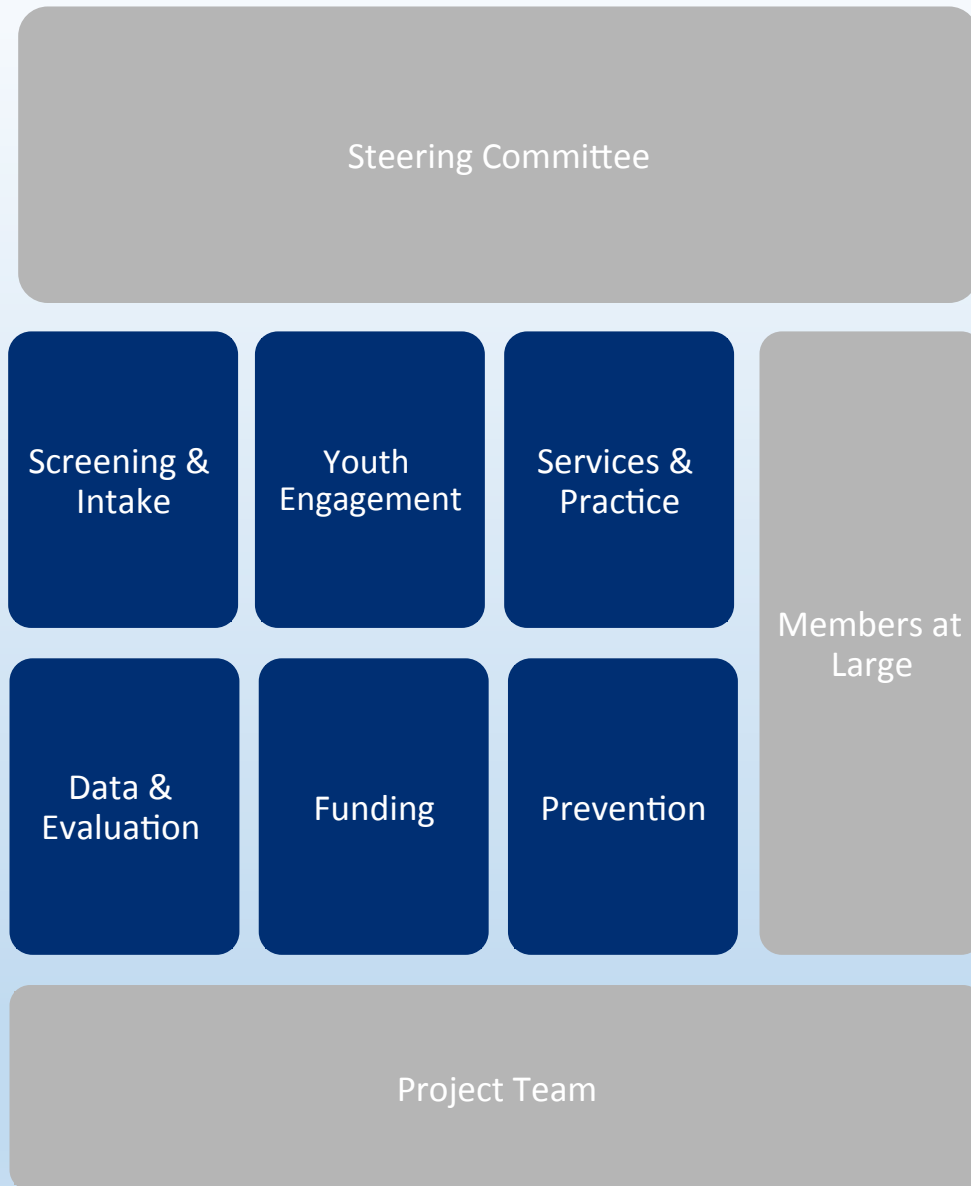 Steering Committee
Screening &
Intake
Youth
Engagement
Services &
Practice
Members at
Large
Data &
Evaluation
Funding
Prevention
Project Team